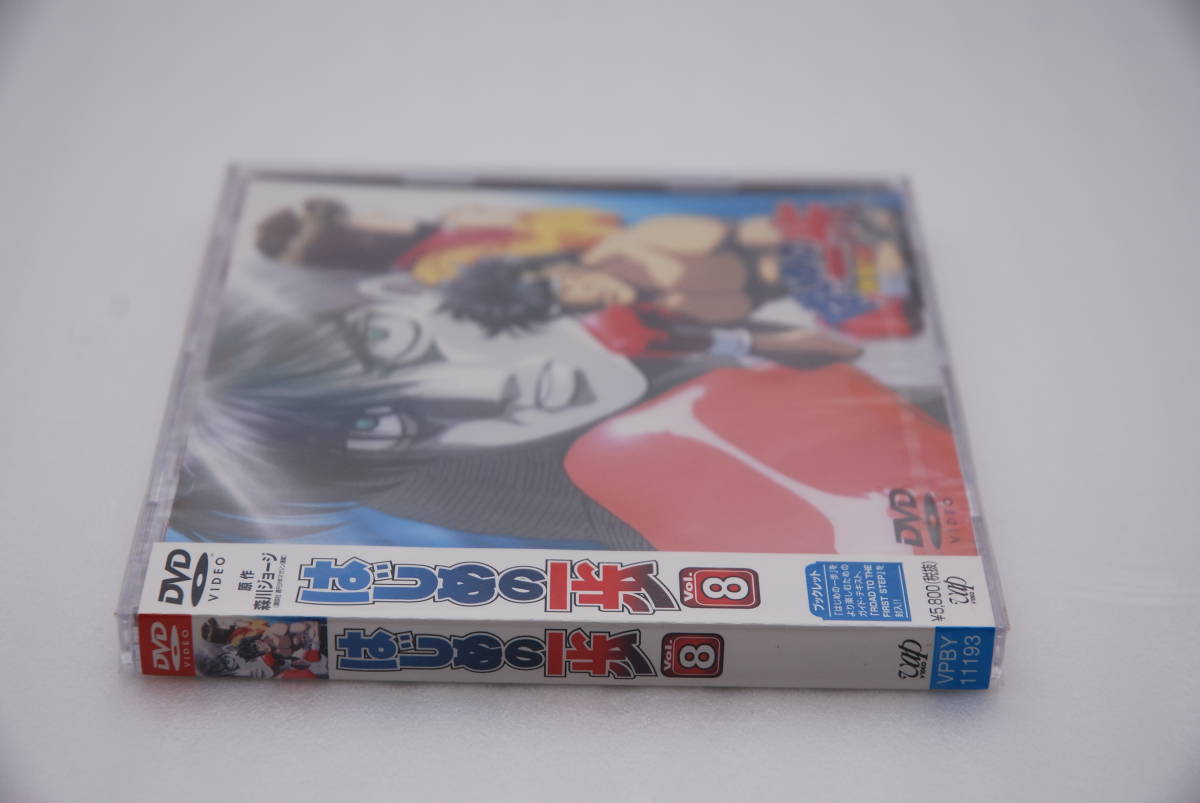 DVD
VIDEO
DVD
VIDEO
原作
森川ジョージ
はじめの一歩
Vol.
8
ブックレット
「はじめの一歩」を
より楽しむための
ガイド・テキスト、
「ROAD TO THE
FIRST STEP」を
封入!!
¥5,800(税抜)
vap
VIDEO
DVD
VIDEO
はじめの一歩
Vol.
8
vap
VIDEO
VPBY
11193